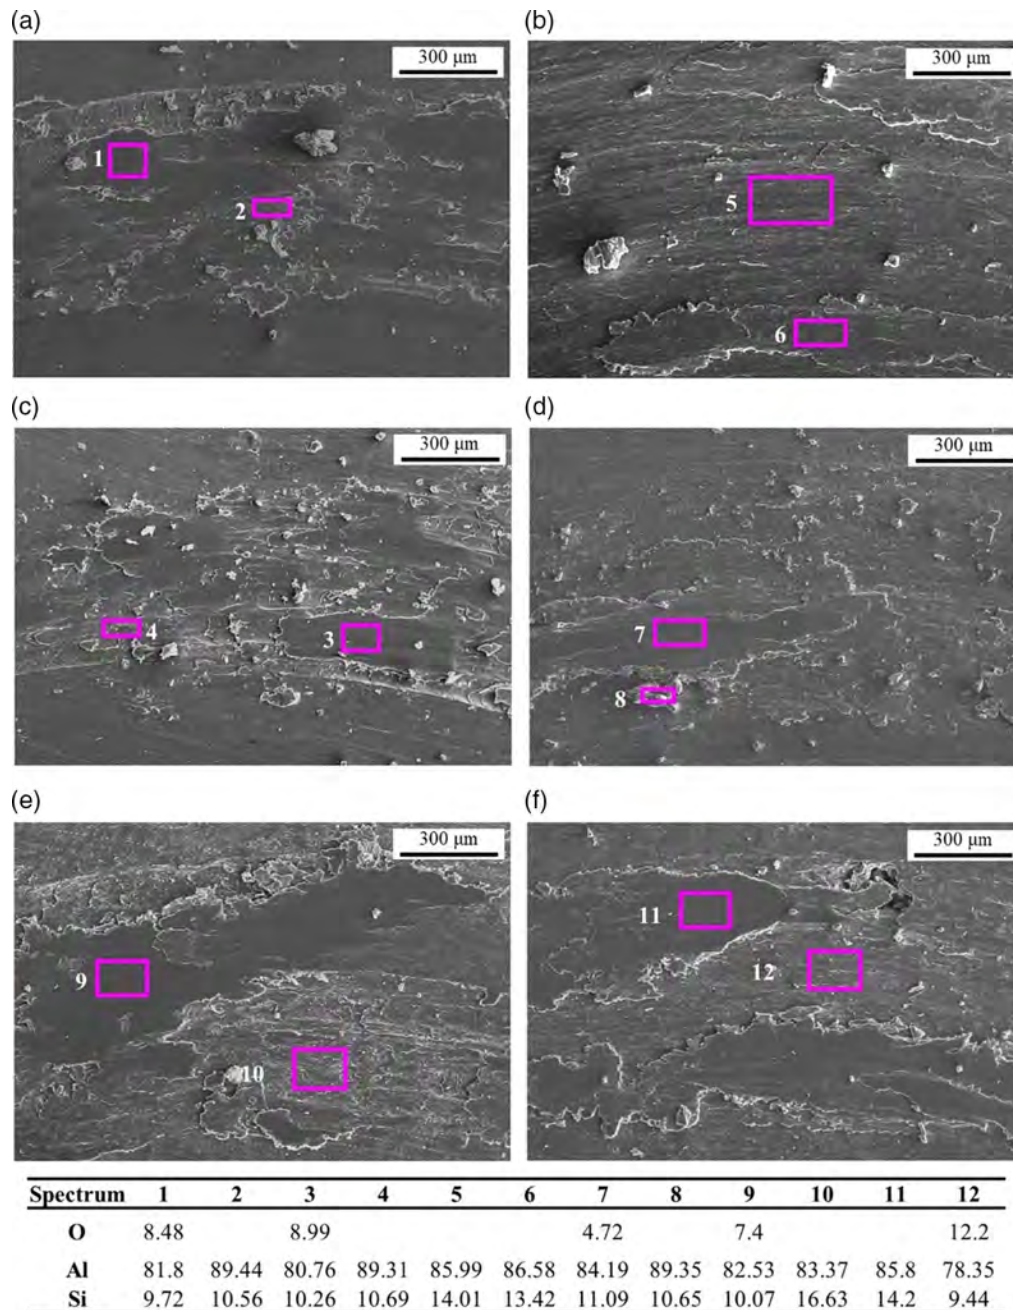 (a)
(b)
300 µm
300 µm
1
2
5
6
(c)
(d)
300 µm
300 µm
4
3
7
8
(e)
(f)
300 µm
300 µm
9
10
11
12
Spectrum 1 2 3 4 5 6 7 8 9 10 11 12
O 8.48 8.99 4.72 7.4 12.2
Al 81.8 89.44 80.76 89.31 85.99 86.58 84.19 89.35 82.53 83.37 85.8 78.35
Si 9.72 10.56 10.26 10.69 14.01 13.42 11.09 10.65 10.07 16.63 14.2 9.44